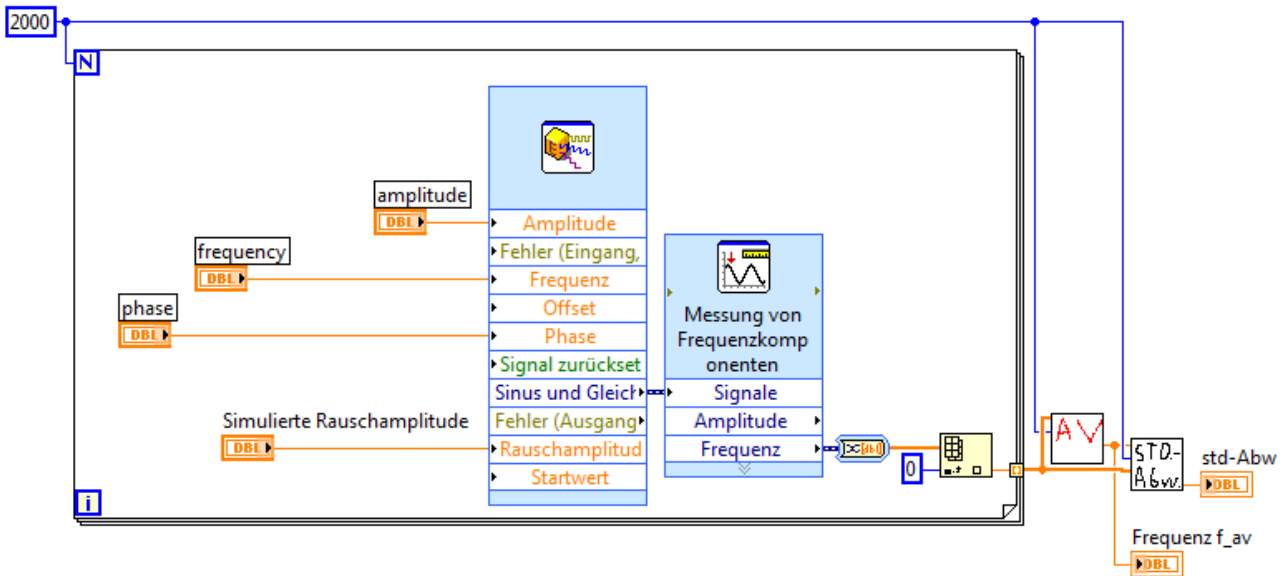 2000
N
amplitude
DBL
Amplitude
Fehler (Eingang,
frequency
DBL
Frequenz
Offset
phase
DBL
Phase
Signal zurückset
Sinus und Gleich
Simulierte Rauschamplitude
DBL
Fehler (Ausgang
Rauschamplitud
Startwert
Messung von
Frequenzkomp
onenten
Signale
Amplitude
Frequenz
0
i
AV
STD.-
Abw.
std-Abw
DBL
Frequenz f_av
DBL